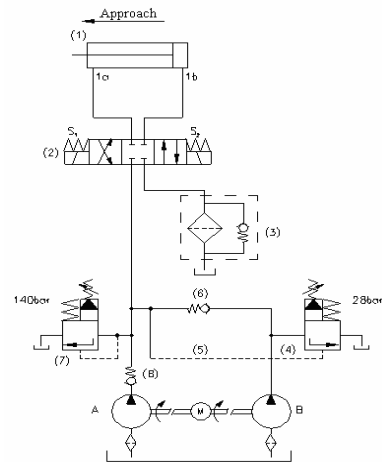 Approach
(1)
1a
1b
S1
S2
(2)
(3)
140bar
(6)
28bar
(7)
(5)
(4)
(8)
A
M
B